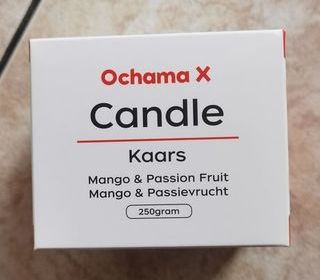 Ochama X
Candle
Kaars
Mango & Passion Fruit
Mango & Passievrucht
250gram